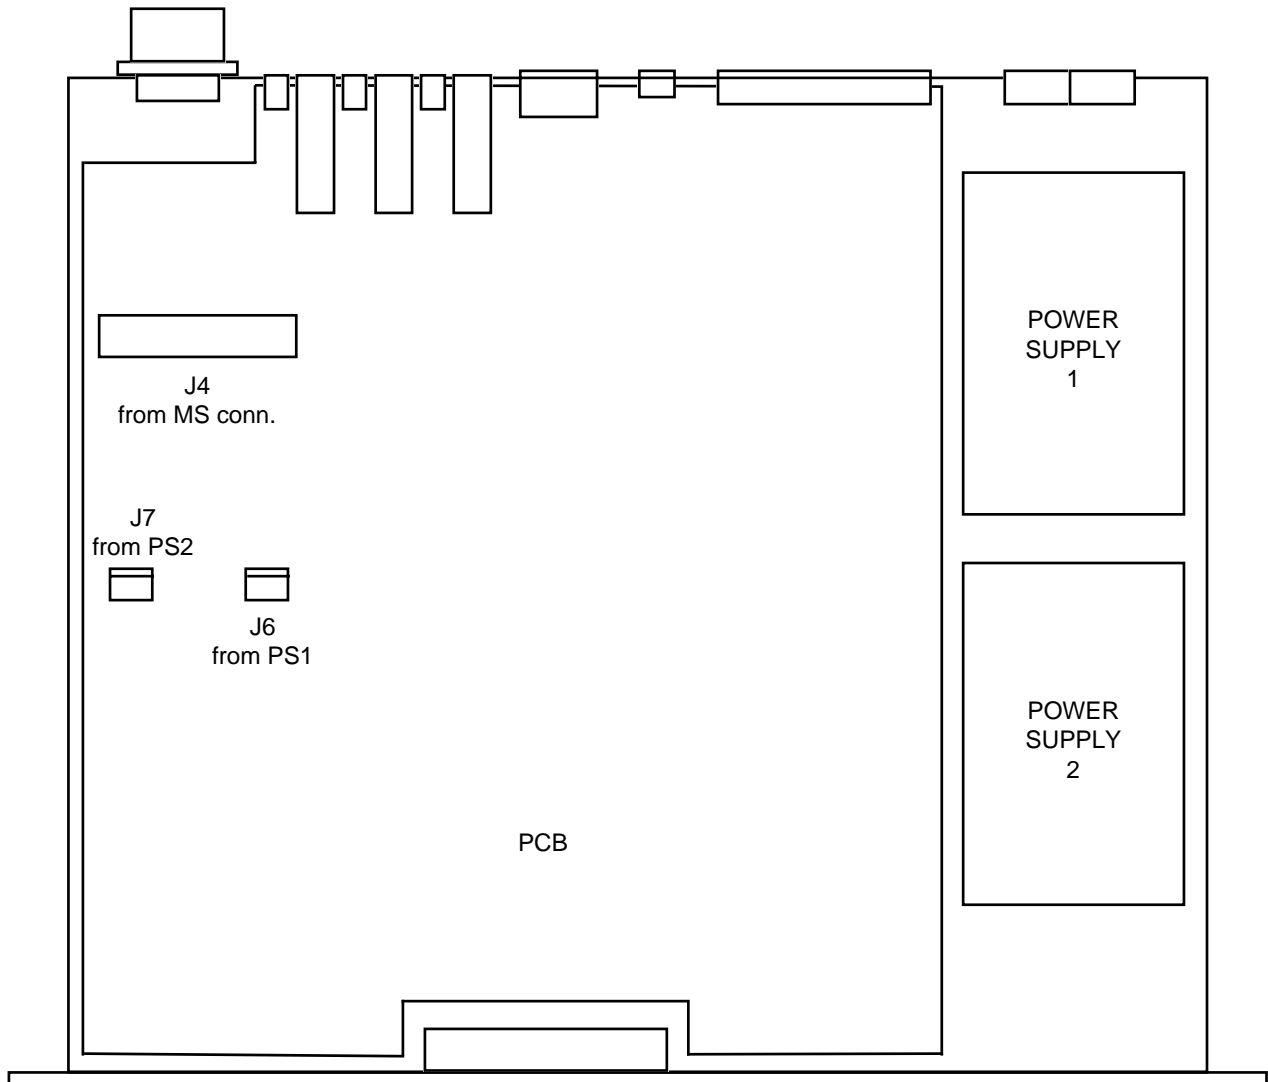 POWER
SUPPLY
1
J4
from MS conn.
J7
from PS2
J6
from PS1
POWER
SUPPLY
2
PCB